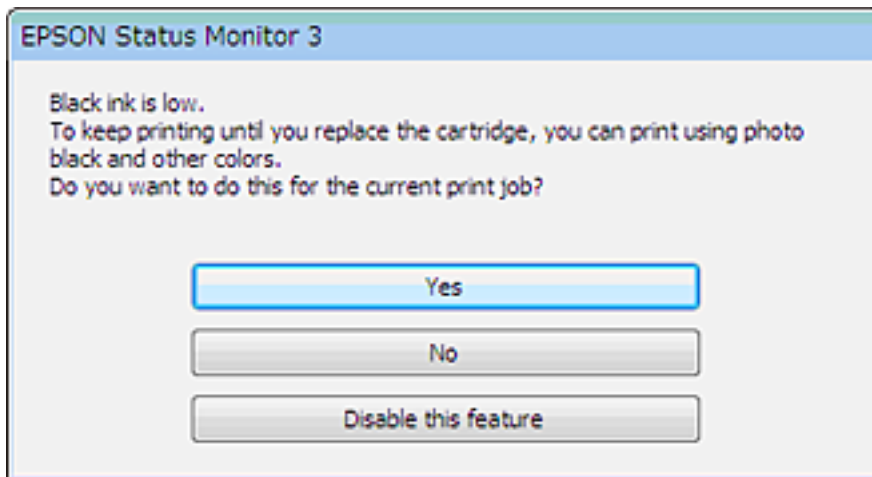 EPSON Status Monitor 3
Black ink is low.
To keep printing until you replace the cartridge, you can print using photo
black and other colors.
Do you want to do this for the current print job?
Yes
No
Disable this feature